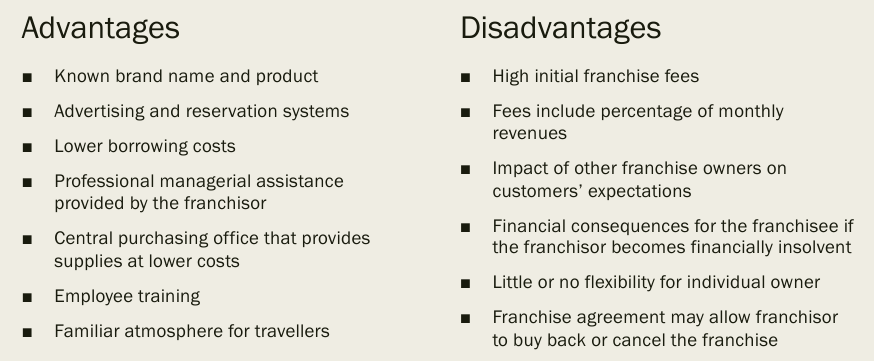 Advantages
■ Known brand name and product
■ Advertising and reservation systems
■ Lower borrowing costs
■ Professional managerial assistance
provided by the franchisor
■ Central purchasing office that provides
supplies at lower costs
■ Employee training
■ Familiar atmosphere for travellers
Disadvantages
■ High initial franchise fees
■ Fees include percentage of monthly
revenues
■ Impact of other franchise owners on
customers’ expectations
■ Financial consequences for the franchisee if
the franchisor becomes financially insolvent
■ Little or no flexibility for individual owner
■ Franchise agreement may allow franchisor
to buy back or cancel the franchise